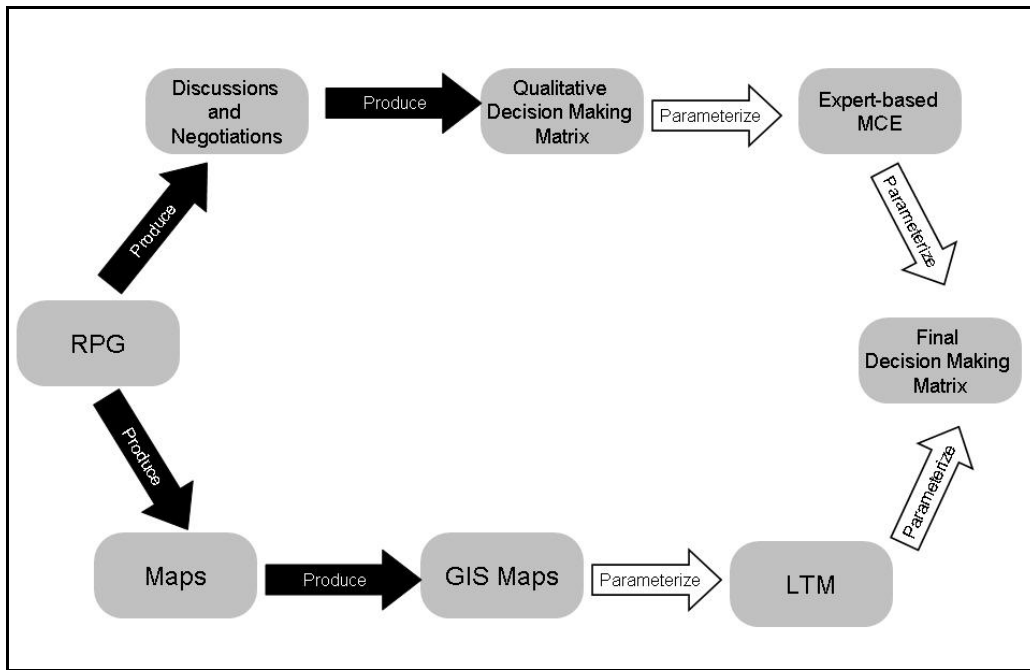 Discussions
and
Negotiations
Produce
Qualitative
Decision Making
Matrix
Parameterize
Expert-based
MCE
Produce
Parameterize
RPG
Final
Decision Making
Matrix
Produce
Parameterize
Maps
Produce
GIS Maps
Parameterize
LTM